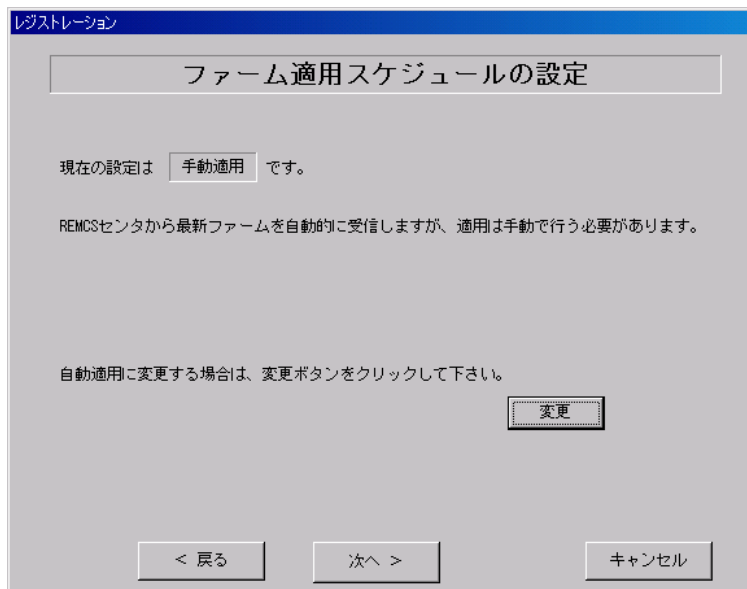 レジストレーション
ファーム適用スケジュールの設定
現在の設定は 手動適用 です。
REMCSセンタから最新ファームを自動的に受信しますが、適用は手動で行う必要があります。
自動適用に変更する場合は、変更ボタンをクリックして下さい。
変更
< 戻る 次へ > キャンセル